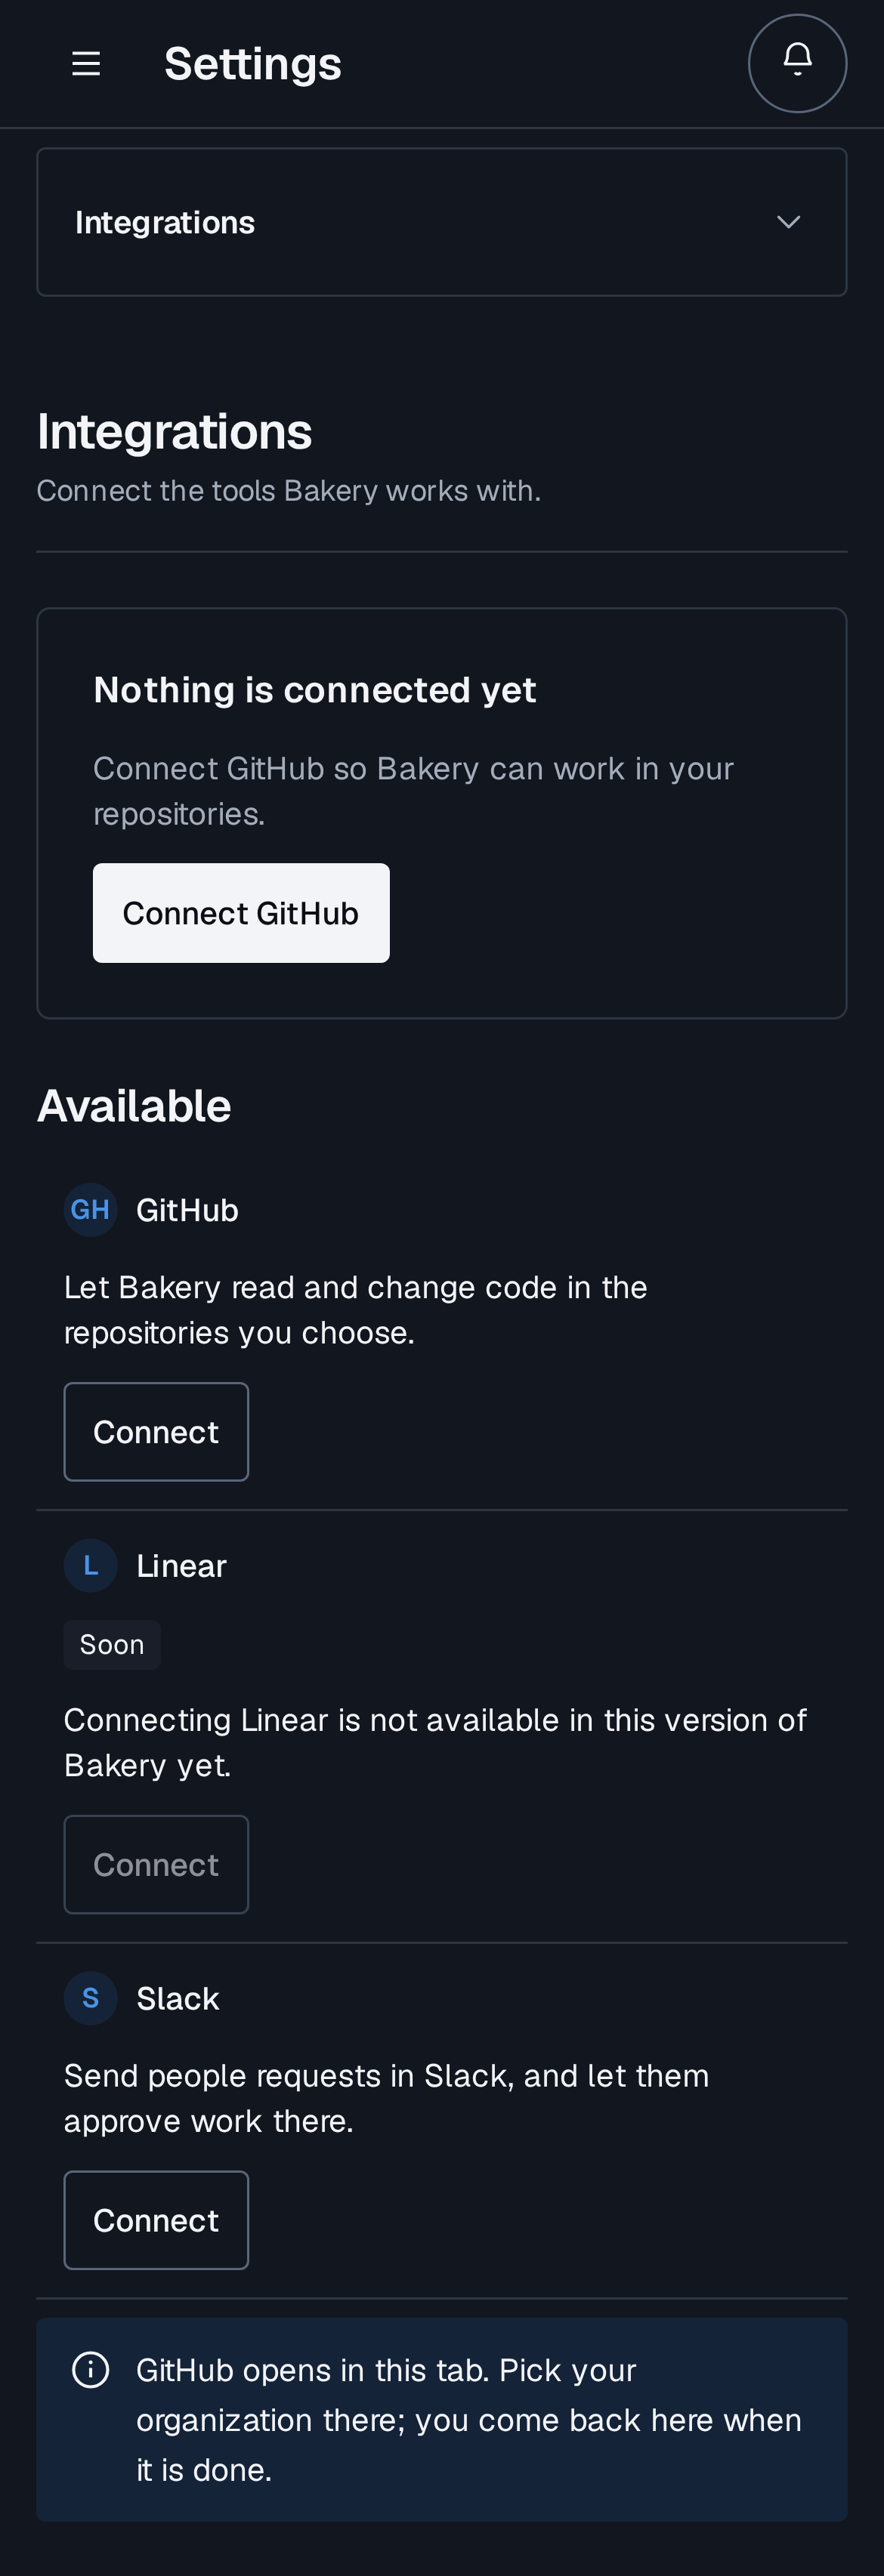 Settings
Integrations
Integrations
Connect the tools Bakery works with.
Nothing is connected yet
Connect GitHub so Bakery can work in your
repositories.
Connect GitHub
Available
GH GitHub
Let Bakery read and change code in the
repositories you choose.
Connect
L Linear
Soon
Connecting Linear is not available in this version of
Bakery yet.
Connect
S Slack
Send people requests in Slack, and let them
approve work there.
Connect
GitHub opens in this tab. Pick your
organization there; you come back here when
it is done.